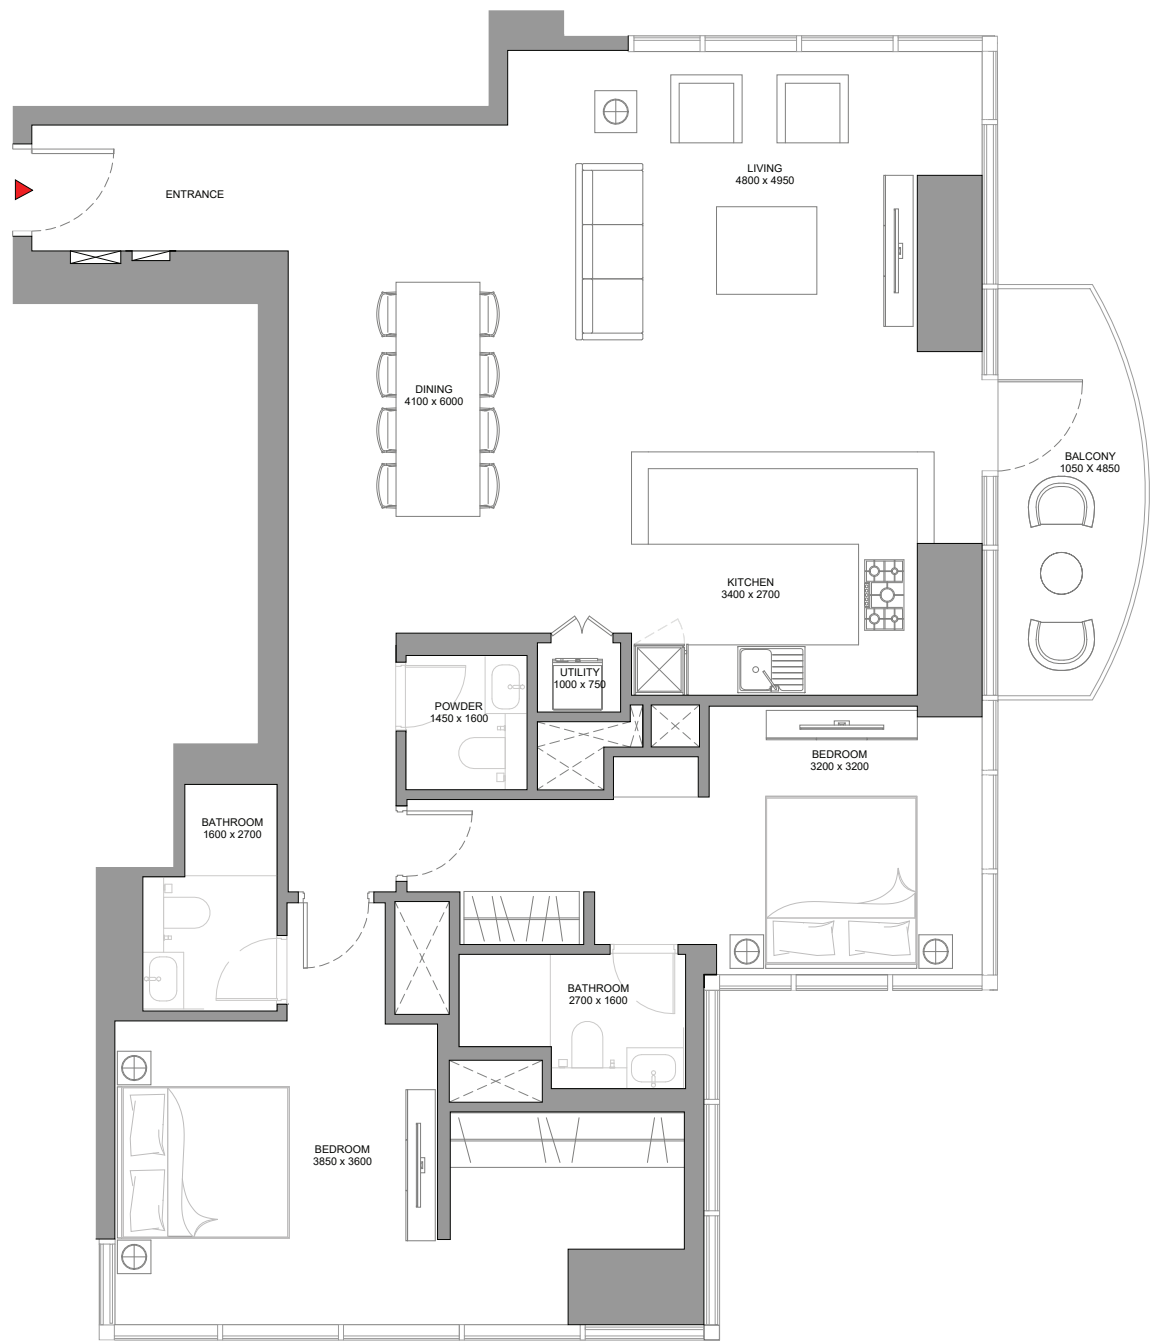 ENTRANCE
LIVING
4800 x 4950
DINING
4100 x 6000
BALCONY
1050 X 4850
KITCHEN
3400 x 2700
UTILITY
1000 x 750
POWDER
1450 x 1600
BEDROOM
3200 x 3200
BATHROOM
1600 x 2700
BATHROOM
2700 x 1600
BEDROOM
3850 x 3600